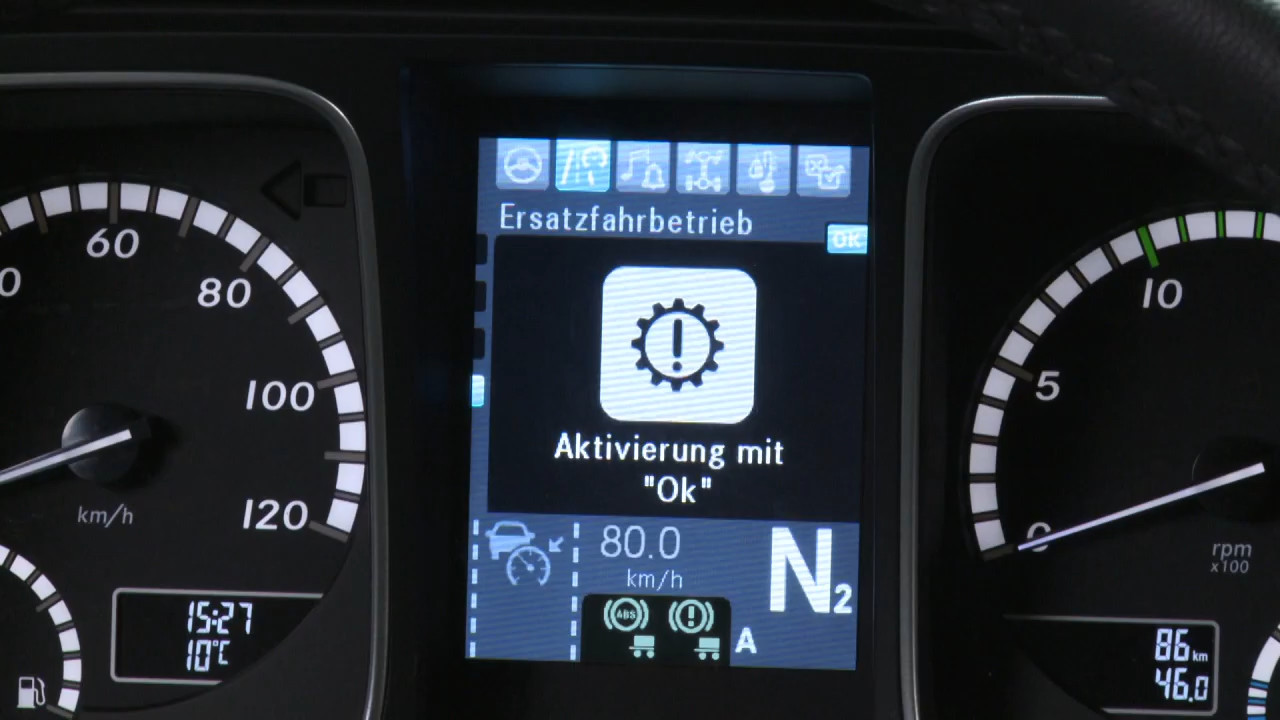 60
80
100
120
km/h
15:27
10°C
Ersatzfahrbetrieb
OK
!
Aktivierung mit
"Ok"
80.0
km/h
N2
ABS
!
A
10
5
0
rpm
x100
86 km
46.0